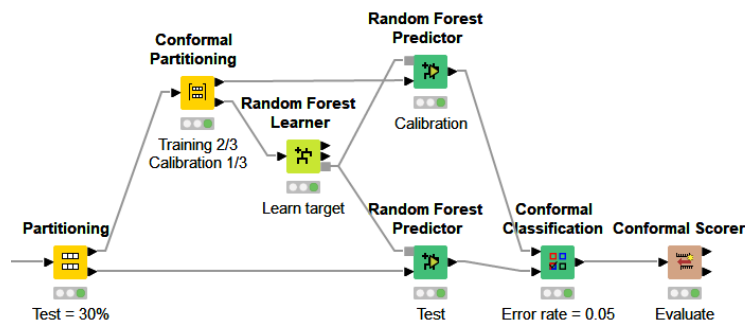 Random Forest
Predictor
Conformal
Partitioning
Random Forest
Learner
Calibration
Training 2/3
Calibration 1/3
Learn target
Partitioning
Random Forest
Predictor
Conformal
Classification
Conformal Scorer
Test = 30%
Test
Error rate = 0.05
Evaluate